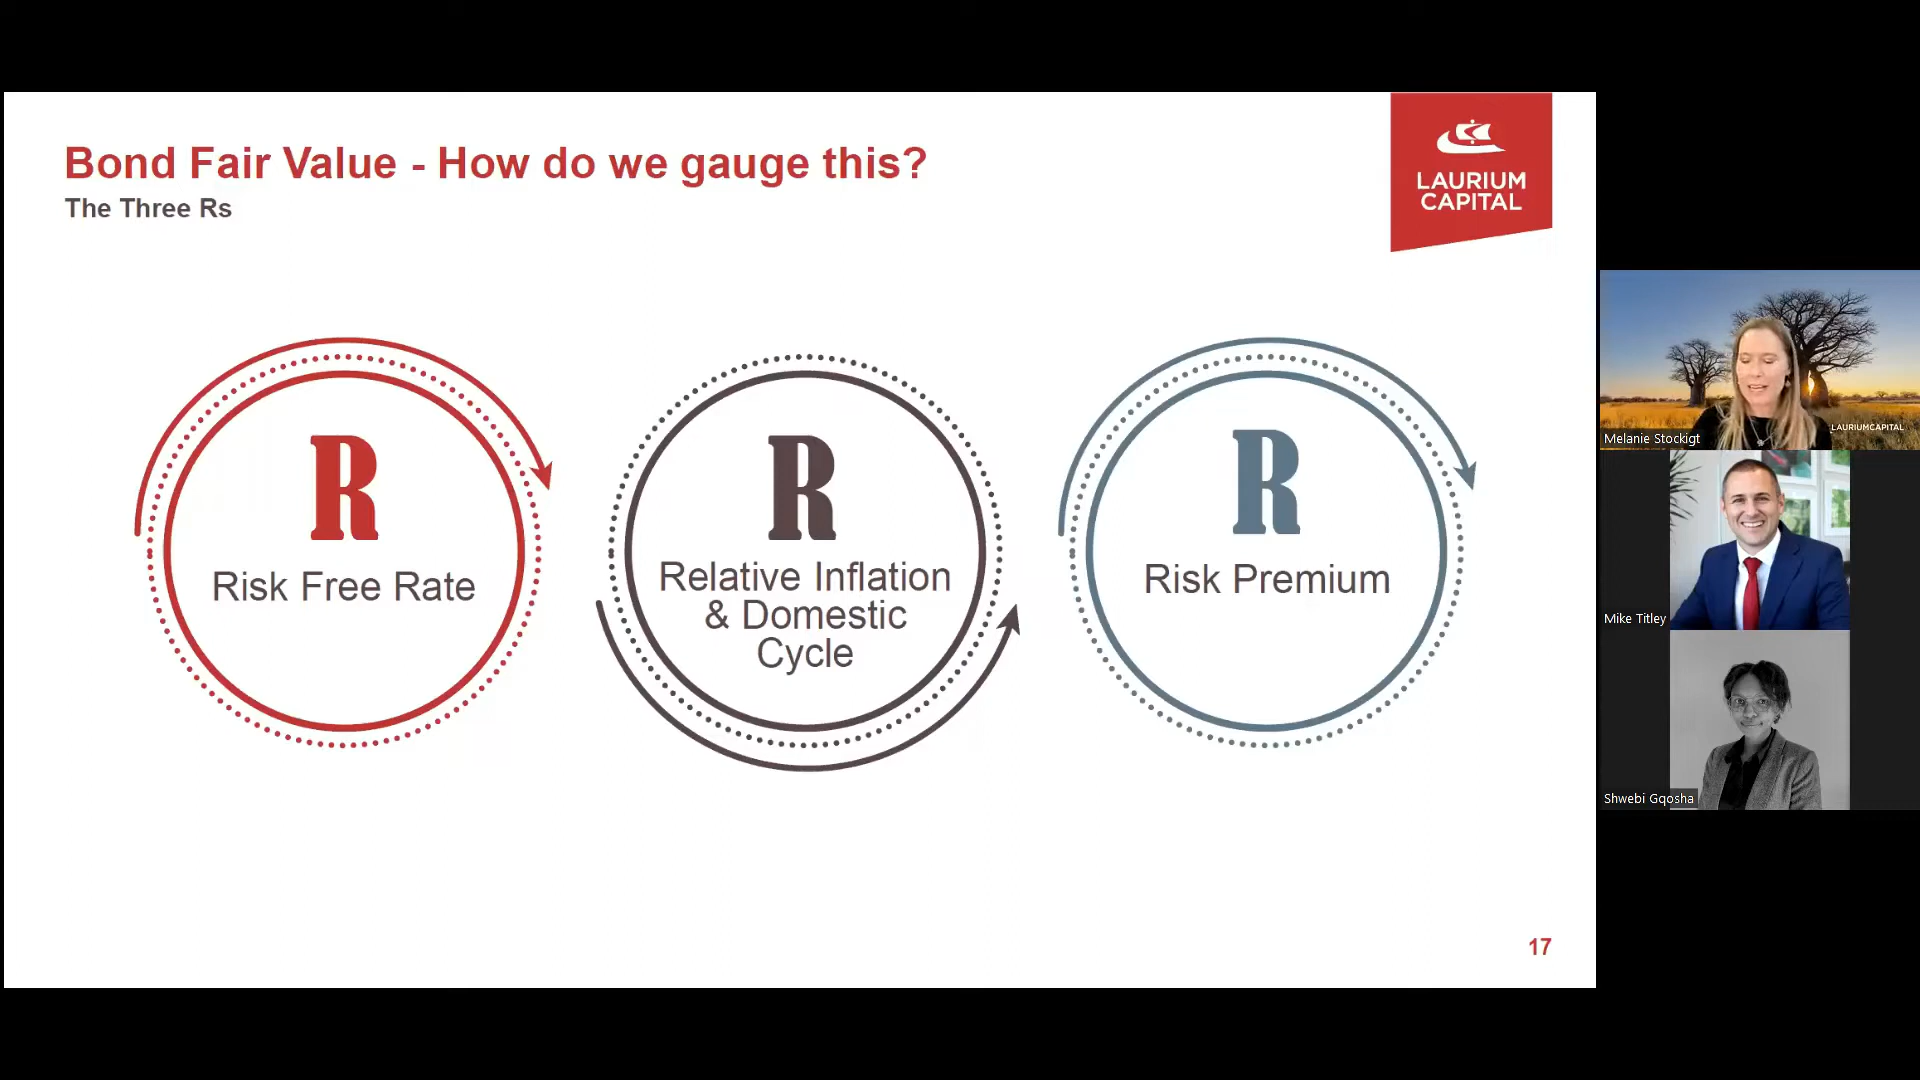 Bond Fair Value - How do we gauge this?
The Three Rs
LAURIUM
CAPITAL
R
Risk Free Rate
R
Relative Inflation
& Domestic
Cycle
R
Risk Premium
17
LAURIUMCAPITAL
Melanie Stockigt
Mike Titley
Shwebi Gqosha